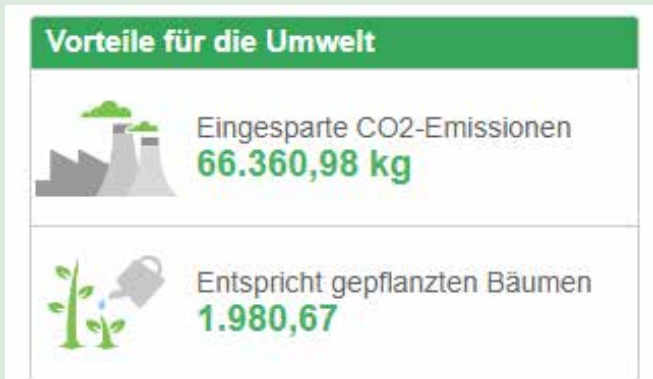 Vorteile für die Umwelt
Eingesparte CO2-Emissionen
66.360,98 kg
Entspricht gepflanzten Bäumen
1.980,67